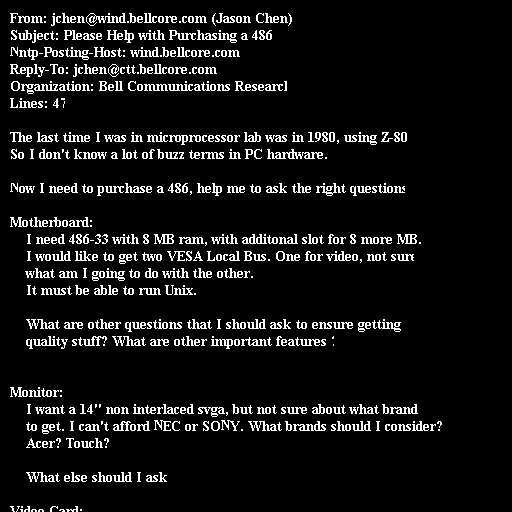 From: jchen@wind.bellcore.com (Jason Chen)
Subject: Please Help with Purchasing a 486
Nntp-Posting-Host: wind.bellcore.com
Reply-To: jchen@ctt.bellcore.com
Organization: Bell Communications Research
Lines: 47

The last time I was in microprocessor lab was in 1980, using Z-80
So I don't know a lot of buzz terms in PC hardware.

Now I need to purchase a 486, help me to ask the right questions

Motherboard:
I need 486-33 with 8 MB ram, with additonal slot for 8 more MB.
I would like to get two VESA Local Bus. One for video, not sure
what am I going to do with the other.
It must be able to run Unix.

What are other questions that I should ask to ensure getting
quality stuff? What are other important features ?

Monitor:
I want a 14" non interlaced svga, but not sure about what brand
to get. I can't afford NEC or SONY. What brands should I consider?
Acer? Touch?

What else should I ask

Video Card: